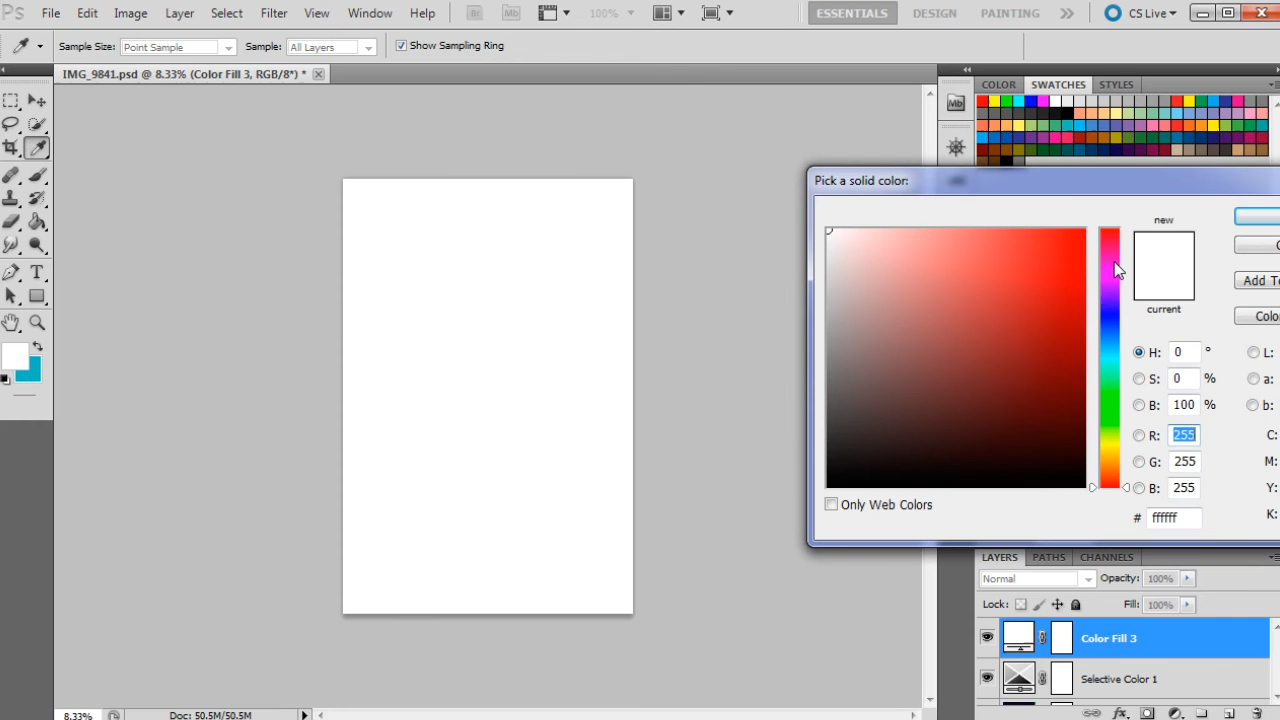 Ps File Edit Image Layer Select Filter View Window Help Br Mb 100% ESSENTIALS DESIGN PAINTING CS Live
Sample Size: Point Sample Sample: All Layers Show Sampling Ring
IMG_9841.psd @ 8.33% (Color Fill 3, RGB/8*) *
COLOR SWATCHES STYLES
Mb
Pick a solid color:
new
current
Add To
Colo
H: 0 ° L:
S: 0 % a:
B: 100 % b:
R: 255 C:
G: 255 M:
B: 255 Y:
Only Web Colors
# ffffff K:
LAYERS PATHS CHANNELS
Normal Opacity: 100%
Lock: Fill: 100%
Color Fill 3
Selective Color 1
8.33% Doc: 50.5M/50.5M